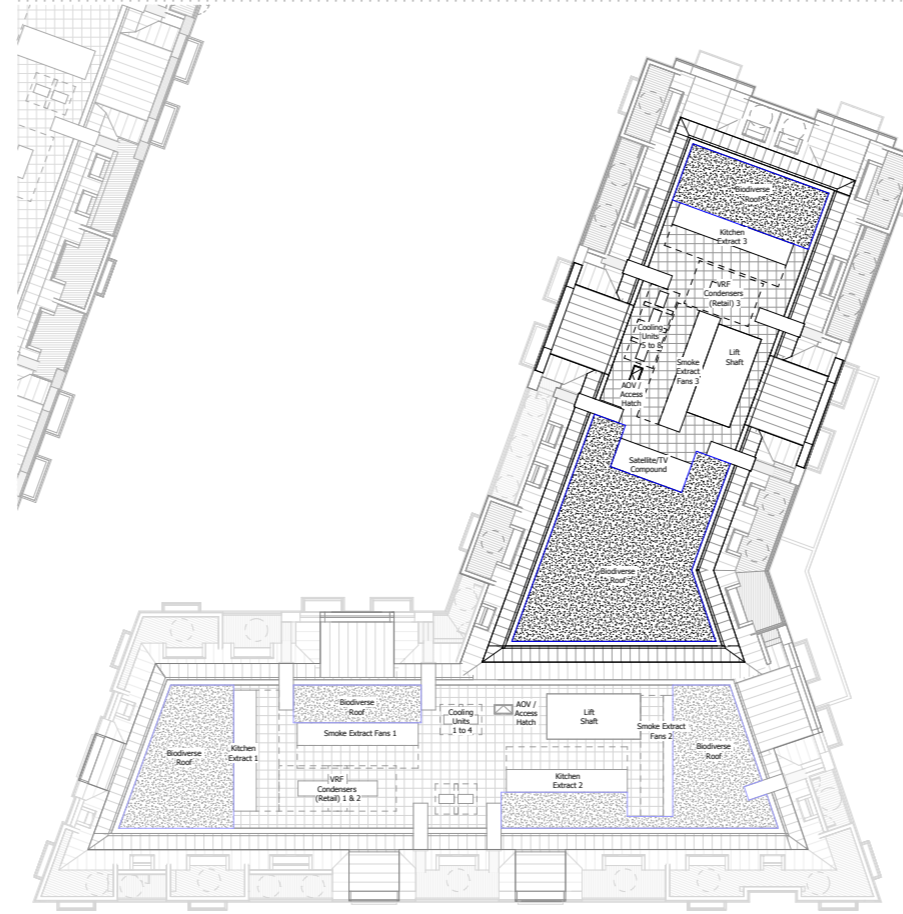 Biodiverse
Roof
Kitchen
Extract 3
VRF
Condensers
(Retail) 3
Cooling
Units
5 to 8
Lift
Shaft
Smoke
Extract
Fans 3
AOV /
Access
Hatch
Satellite/TV
Compound
Biodiverse
Roof
Biodiverse
Roof
Smoke Extract Fans 1
Cooling
Units
1 to 4
AOV /
Access
Hatch
Lift
Shaft
Smoke Extract
Fans 2
Biodiverse
Roof
Kitchen
Extract 1
Biodiverse
Roof
VRF
Condensers
(Retail) 1 & 2
Kitchen
Extract 2